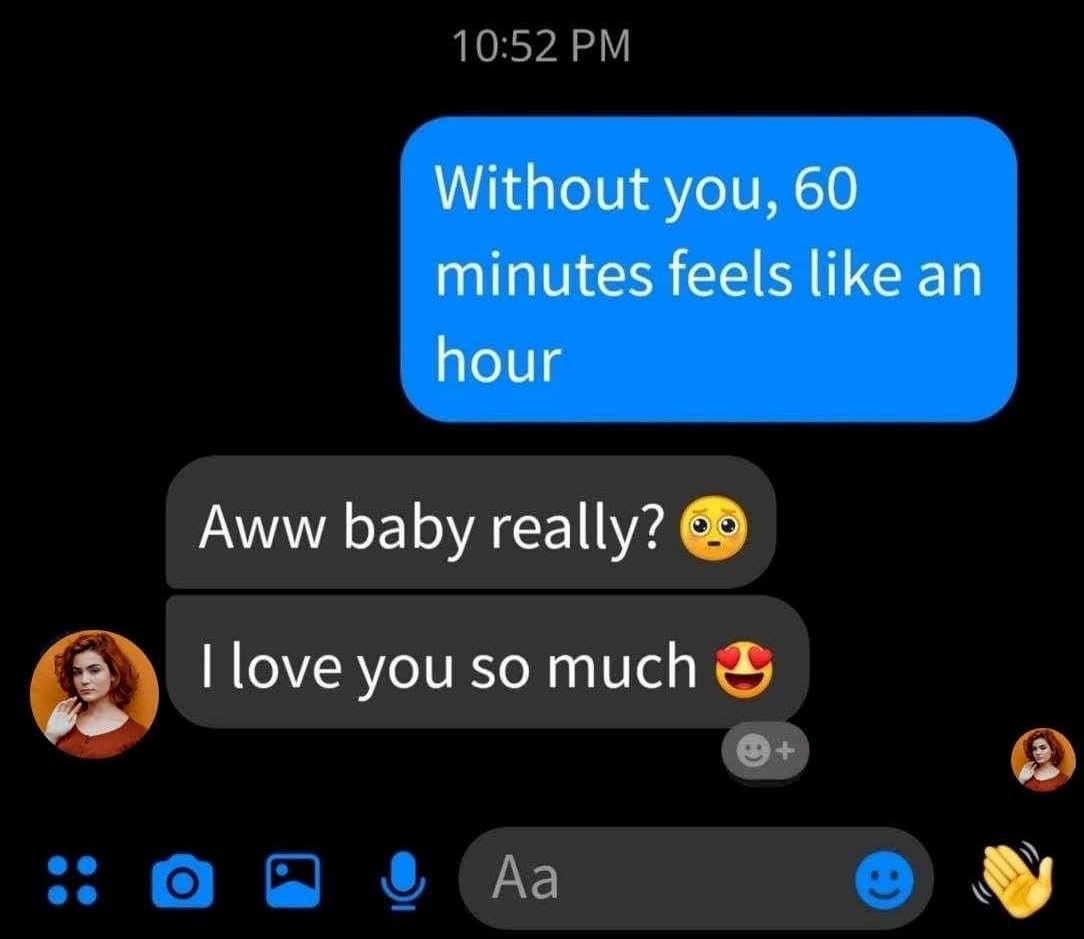 10:52 PM
Without you, 60
minutes feels like an
hour
Aww baby really? 🥺
I love you so much 😍
Aa